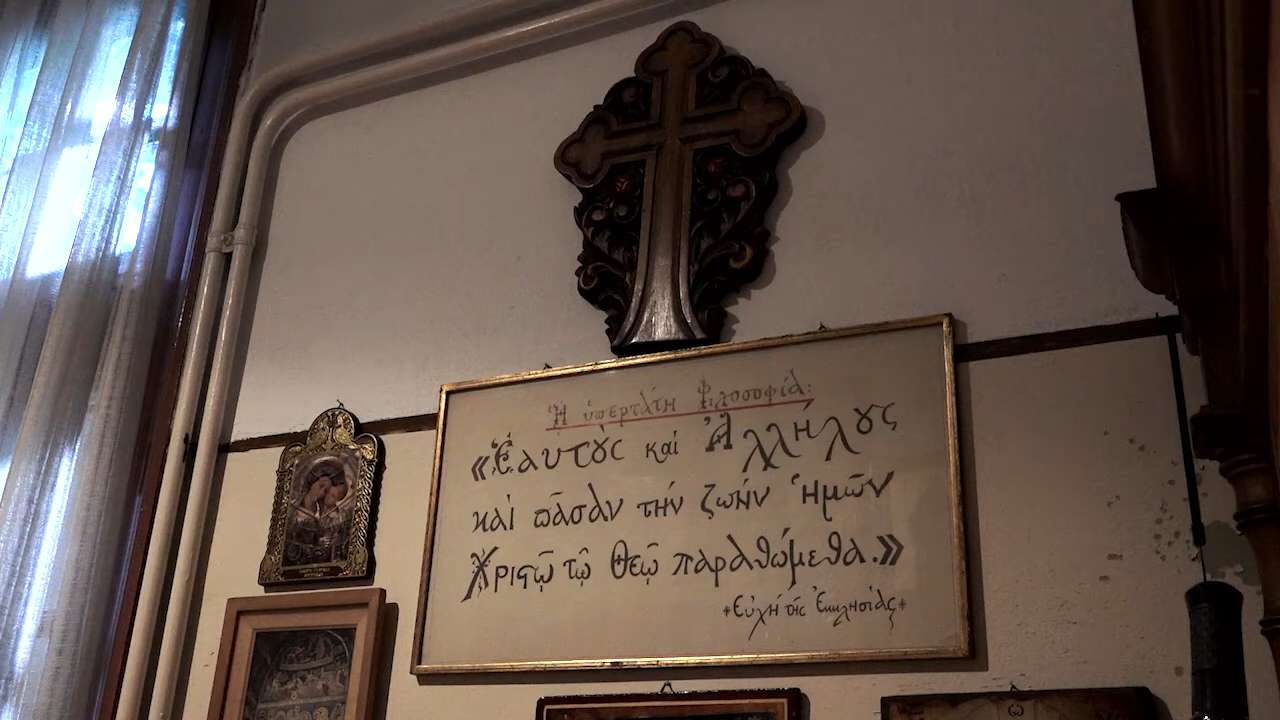 Ἡ ὑπερτάτη Φιλοσοφία:
«Ἑαυτοὺς καὶ Ἀλλήλους
καὶ πᾶσαν τὴν ζωὴν ἡμῶν
Χριστῷ τῷ Θεῷ παραθώμεθα.»
+Εὐχὴ τῆς Ἐκκλησίας+